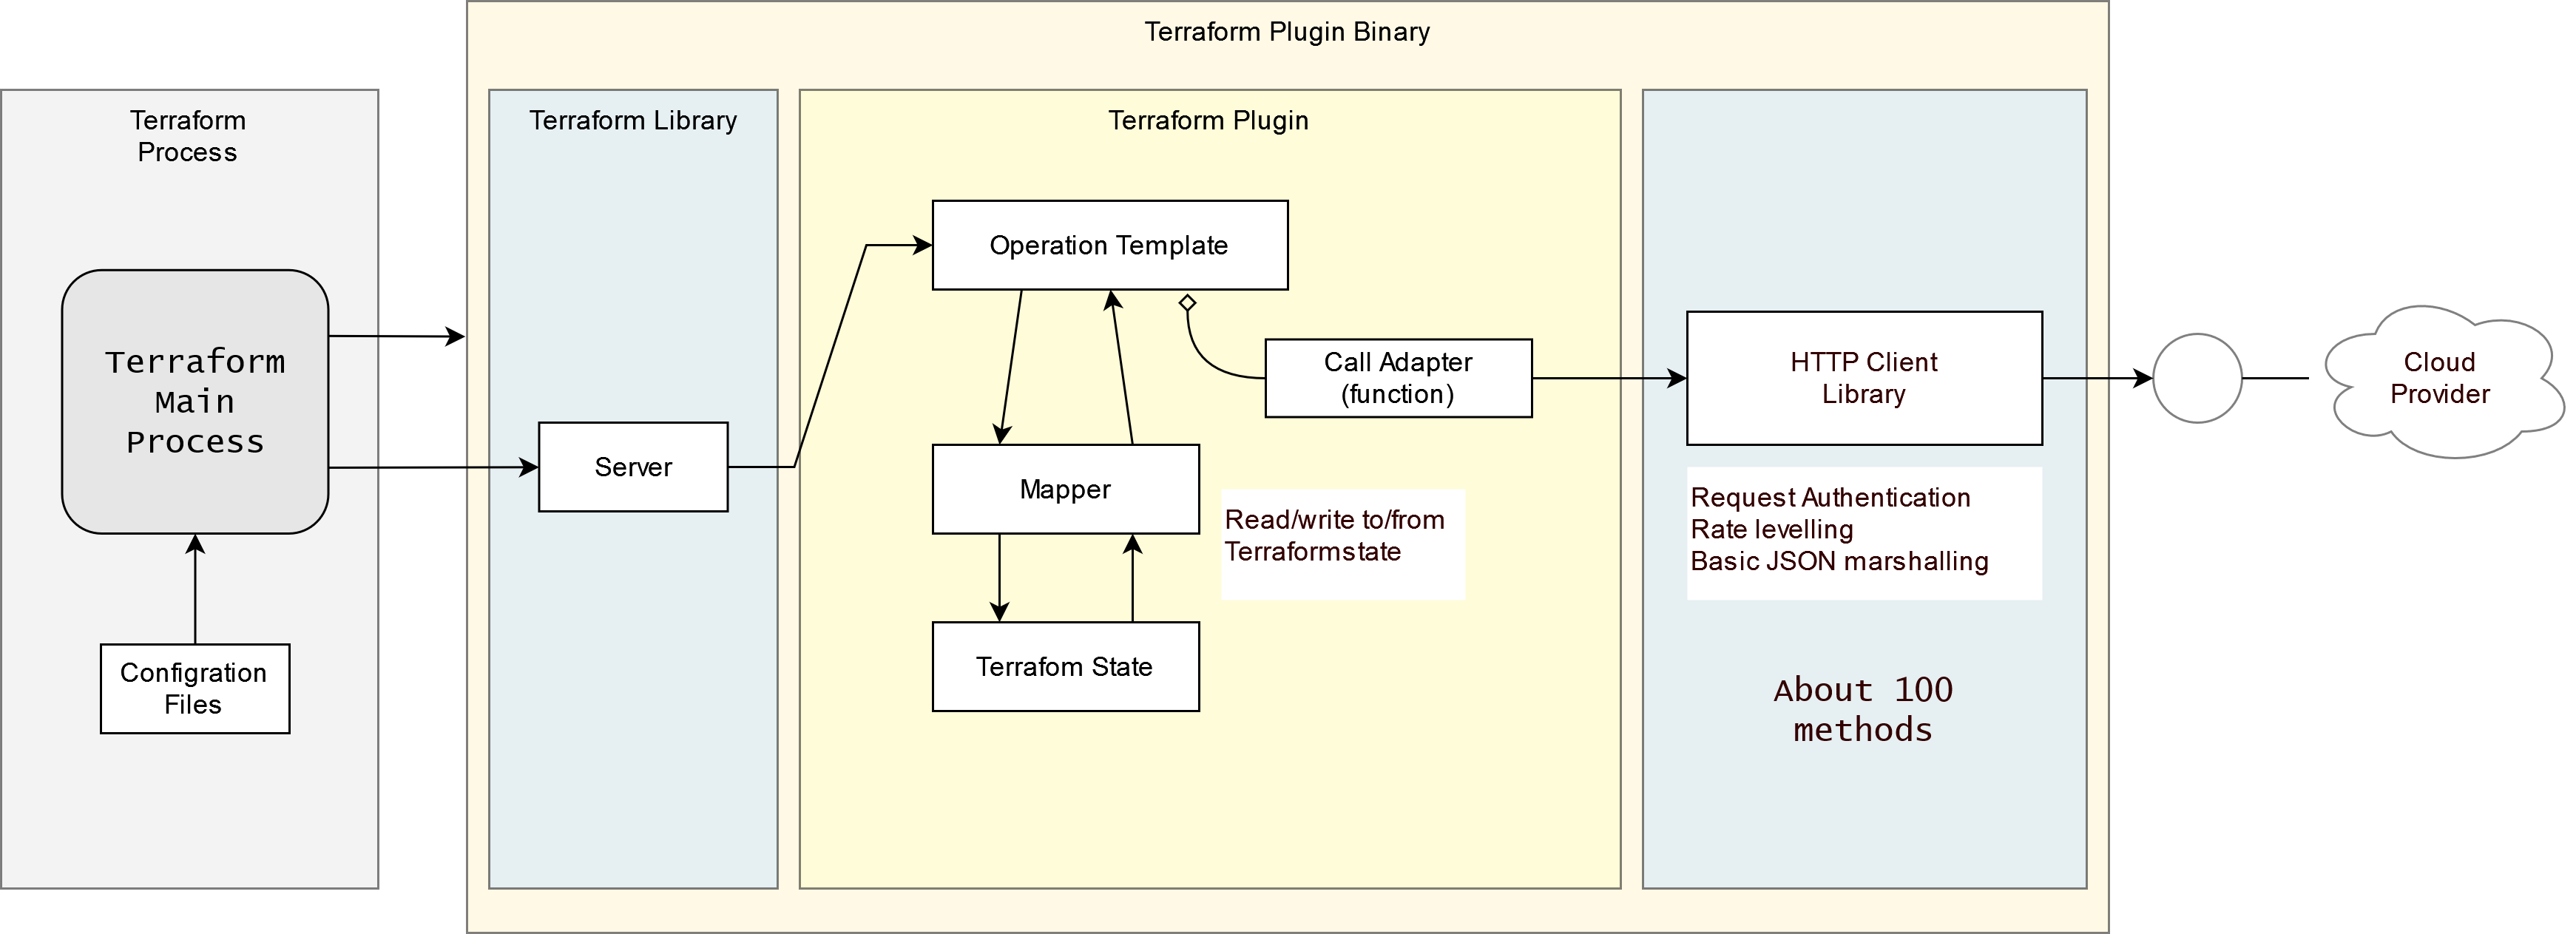 Terraform Plugin Binary
Terraform
Process
Terraform Library
Terraform Plugin
Operation Template
Terraform
Main
Process
Call Adapter
(function)
HTTP Client
Library
Cloud
Provider
Server
Mapper
Read/write to/from
Terraformstate
Request Authentication
Rate levelling
Basic JSON marshalling
Configration
Files
Terrafom State
About 100
methods